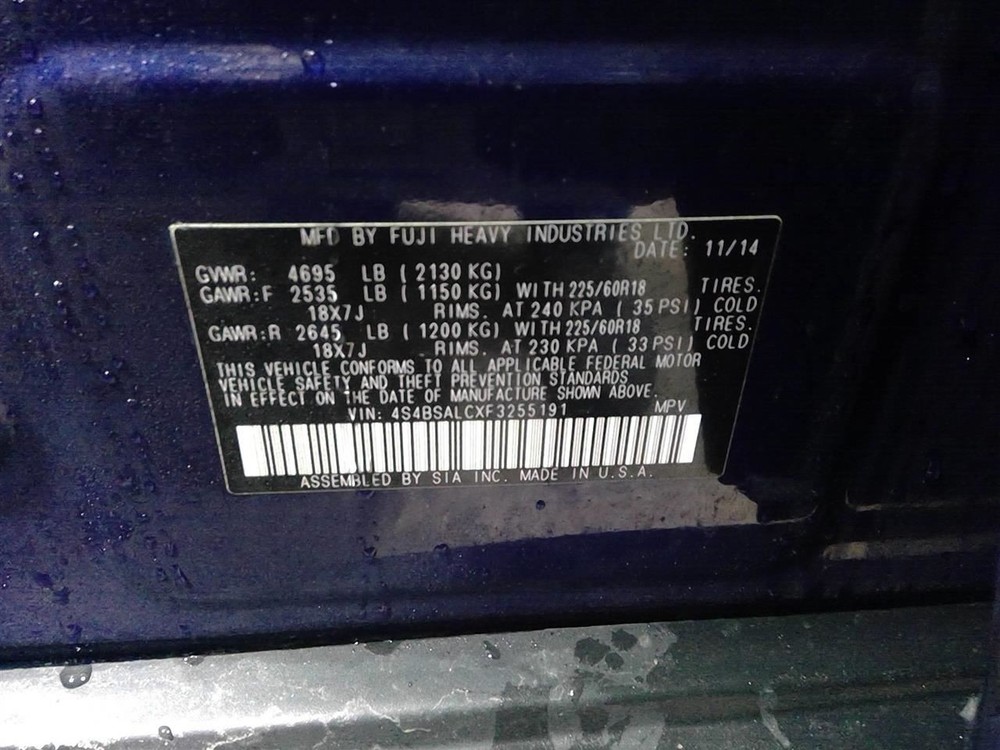 MFD BY FUJI HEAVY INDUSTRIES LTD.
DATE: 11/14
GVWR: 4695 LB ( 2130 KG)
GAWR:F 2535 LB ( 1150 KG) WITH 225/60R18 TIRES.
18X7J RIMS. AT 240 KPA ( 35 PSI) COLD
GAWR:R 2645 LB ( 1200 KG) WITH 225/60R18 TIRES.
18X7J RIMS. AT 230 KPA ( 33 PSI) COLD
THIS VEHICLE CONFORMS TO ALL APPLICABLE FEDERAL MOTOR
VEHICLE SAFETY AND THEFT PREVENTION STANDARDS
IN EFFECT ON THE DATE OF MANUFACTURE SHOWN ABOVE.
VIN: 4S4BSALCXF3255191 MPV
ASSEMBLED BY SIA INC. MADE IN U.S.A.